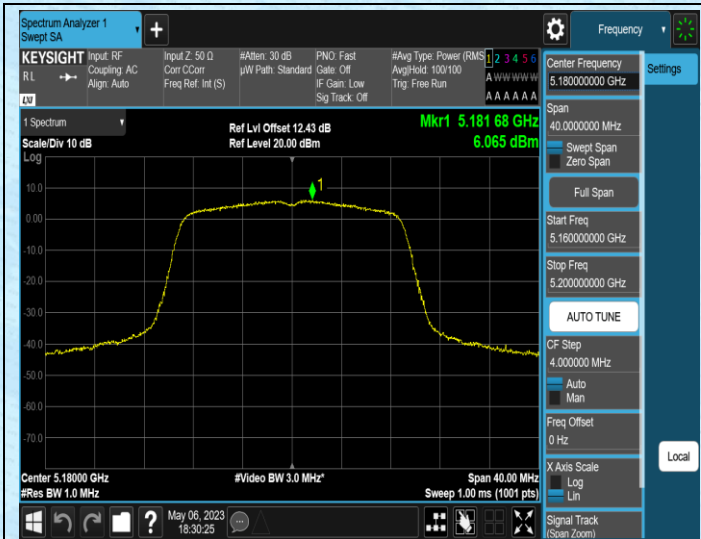 Spectrum Analyzer 1
Swept SA
+
Frequency
KEYSIGHT
RL
LXI
Input: RF
Coupling: AC
Align: Auto
Input Z: 50 Ω
Corr CCorr
Freq Ref: Int (S)
#Atten: 30 dB
µW Path: Standard
PNO: Fast
Gate: Off
IF Gain: Low
Sig Track: Off
#Avg Type: Power (RMS
Avg|Hold: 100/100
Trig: Free Run
1 2 3 4 5 6
A W W W W W
A A A A A A
1 Spectrum
Scale/Div 10 dB
Log
Ref Lvl Offset 12.43 dB
Ref Level 20.00 dBm
Mkr1 5.181 68 GHz
6.065 dBm
1
10.0
0.00
-10.0
-20.0
-30.0
-40.0
-50.0
-60.0
-70.0
Center 5.18000 GHz
#Res BW 1.0 MHz
#Video BW 3.0 MHz*
Span 40.00 MHz
Sweep 1.00 ms (1001 pts)
?
May 06, 2023
18:30:25
Center Frequency
5.180000000 GHz
Span
40.0000000 MHz
Swept Span
Zero Span
Full Span
Start Freq
5.160000000 GHz
Stop Freq
5.200000000 GHz
AUTO TUNE
CF Step
4.000000 MHz
Auto
Man
Freq Offset
0 Hz
X Axis Scale
Log
Lin
Signal Track
(Span Zoom)
Settings
Local